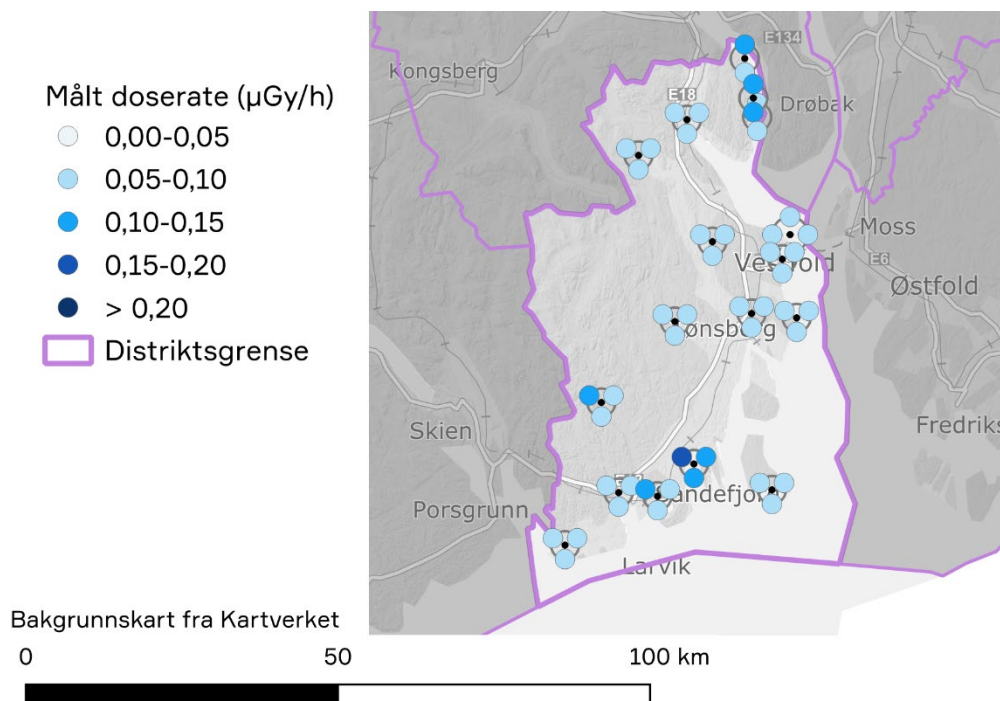 Målt doserate (µGy/h)
0,00-0,05
0,05-0,10
0,10-0,15
0,15-0,20
> 0,20
Distriktsgrense
Bakgrunnskart fra Kartverket
0 50 100 km
E134
Kongsberg
E18
Drøbak
Moss
E6
Østfold
Skien
Porsgrunn
Larvik